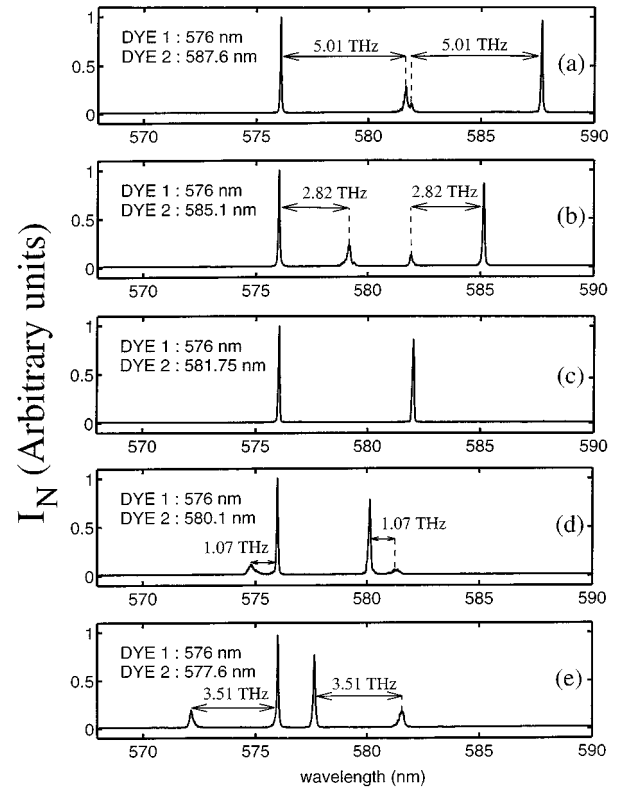 I_N (Arbitrary units)
DYE 1 : 576 nm
DYE 2 : 587.6 nm
5.01 THz
5.01 THz
(a)
1
0.5
0
570
575
580
585
590
DYE 1 : 576 nm
DYE 2 : 585.1 nm
2.82 THz
2.82 THz
(b)
1
0.5
0
570
575
580
585
590
DYE 1 : 576 nm
DYE 2 : 581.75 nm
(c)
1
0.5
0
570
575
580
585
590
DYE 1 : 576 nm
DYE 2 : 580.1 nm
1.07 THz
1.07 THz
(d)
1
0.5
0
570
575
580
585
590
DYE 1 : 576 nm
DYE 2 : 577.6 nm
3.51 THz
3.51 THz
(e)
1
0.5
0
570
575
580
585
590
wavelength (nm)